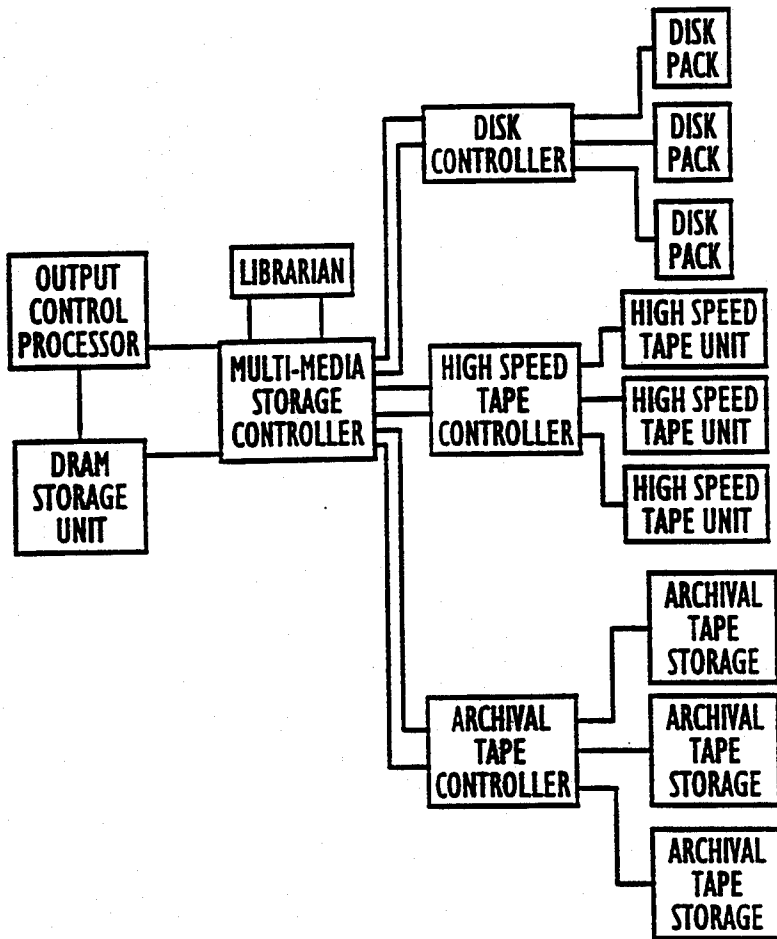 DISK
PACK
DISK
CONTROLLER
DISK
PACK
DISK
PACK
OUTPUT
CONTROL
PROCESSOR
LIBRARIAN
MULTI-MEDIA
STORAGE
CONTROLLER
HIGH SPEED
TAPE
CONTROLLER
HIGH SPEED
TAPE UNIT
HIGH SPEED
TAPE UNIT
HIGH SPEED
TAPE UNIT
DRAM
STORAGE
UNIT
ARCHIVAL
TAPE
STORAGE
ARCHIVAL
TAPE
CONTROLLER
ARCHIVAL
TAPE
STORAGE
ARCHIVAL
TAPE
STORAGE